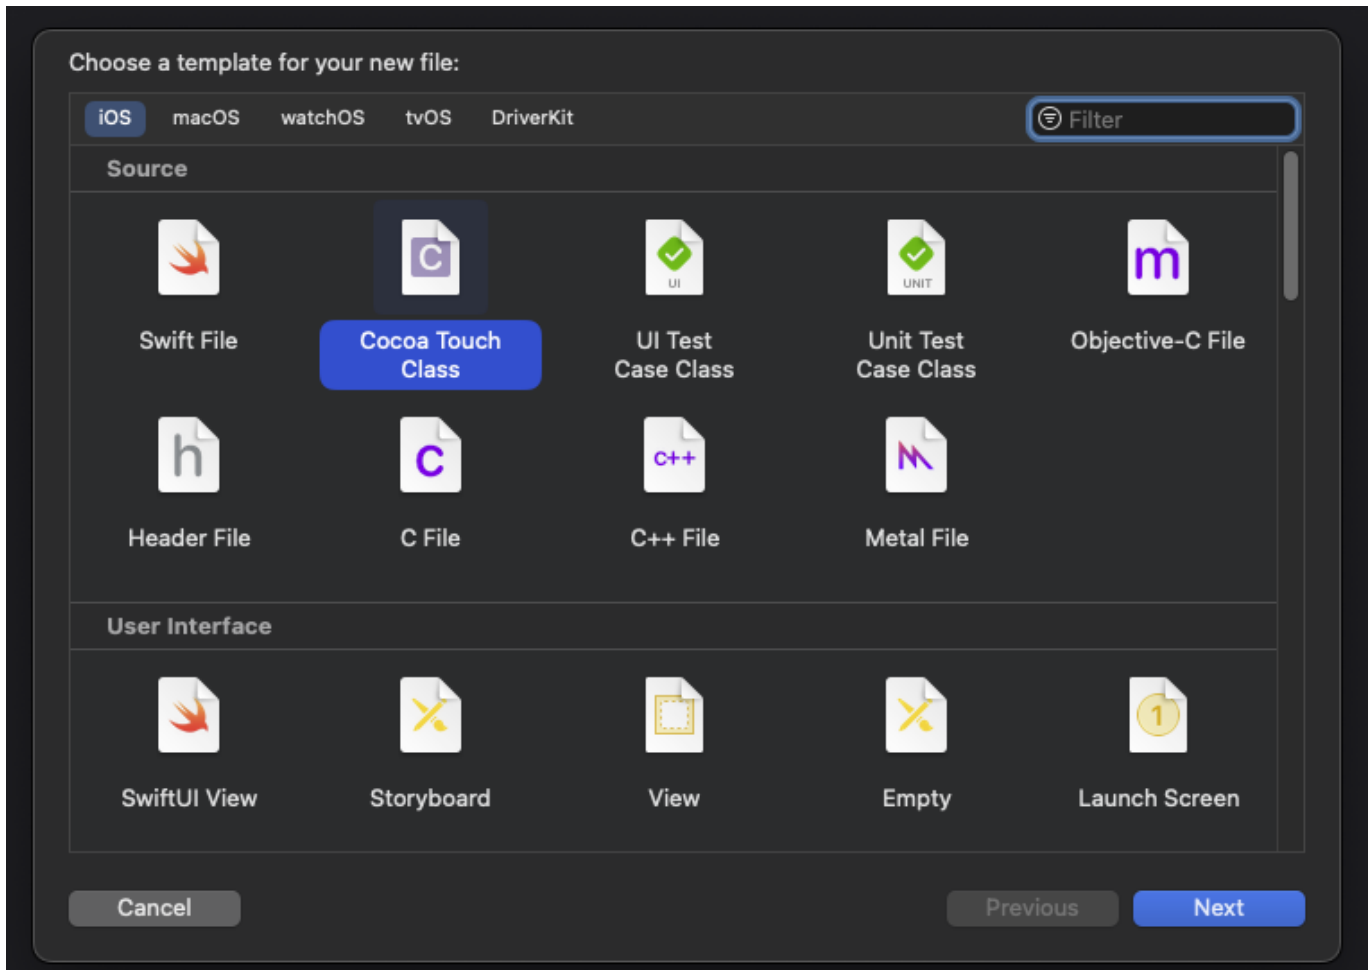 Choose a template for your new file:
iOS macOS watchOS tvOS DriverKit Filter
Source
C UI UNIT m
Swift File Cocoa Touch Class UI Test Case Class Unit Test Case Class Objective-C File
h C C++
Header File C File C++ File Metal File
User Interface
1
SwiftUI View Storyboard View Empty Launch Screen
Cancel Previous Next